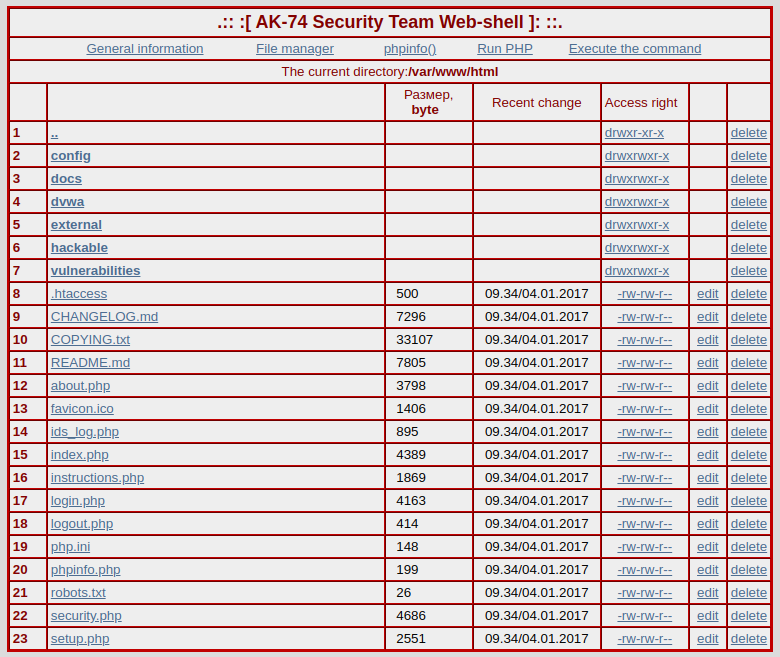 .:: :[ AK-74 Security Team Web-shell ]: ::.
General information File manager phpinfo() Run PHP Execute the command
The current directory:/var/www/html
Размер, byte Recent change Access right
1 .. drwxr-xr-x delete
2 config drwxrwxr-x delete
3 docs drwxrwxr-x delete
4 dvwa drwxrwxr-x delete
5 external drwxrwxr-x delete
6 hackable drwxrwxr-x delete
7 vulnerabilities drwxrwxr-x delete
8 .htaccess 500 09.34/04.01.2017 -rw-rw-r-- edit delete
9 CHANGELOG.md 7296 09.34/04.01.2017 -rw-rw-r-- edit delete
10 COPYING.txt 33107 09.34/04.01.2017 -rw-rw-r-- edit delete
11 README.md 7805 09.34/04.01.2017 -rw-rw-r-- edit delete
12 about.php 3798 09.34/04.01.2017 -rw-rw-r-- edit delete
13 favicon.ico 1406 09.34/04.01.2017 -rw-rw-r-- edit delete
14 ids_log.php 895 09.34/04.01.2017 -rw-rw-r-- edit delete
15 index.php 4389 09.34/04.01.2017 -rw-rw-r-- edit delete
16 instructions.php 1869 09.34/04.01.2017 -rw-rw-r-- edit delete
17 login.php 4163 09.34/04.01.2017 -rw-rw-r-- edit delete
18 logout.php 414 09.34/04.01.2017 -rw-rw-r-- edit delete
19 php.ini 148 09.34/04.01.2017 -rw-rw-r-- edit delete
20 phpinfo.php 199 09.34/04.01.2017 -rw-rw-r-- edit delete
21 robots.txt 26 09.34/04.01.2017 -rw-rw-r-- edit delete
22 security.php 4686 09.34/04.01.2017 -rw-rw-r-- edit delete
23 setup.php 2551 09.34/04.01.2017 -rw-rw-r-- edit delete